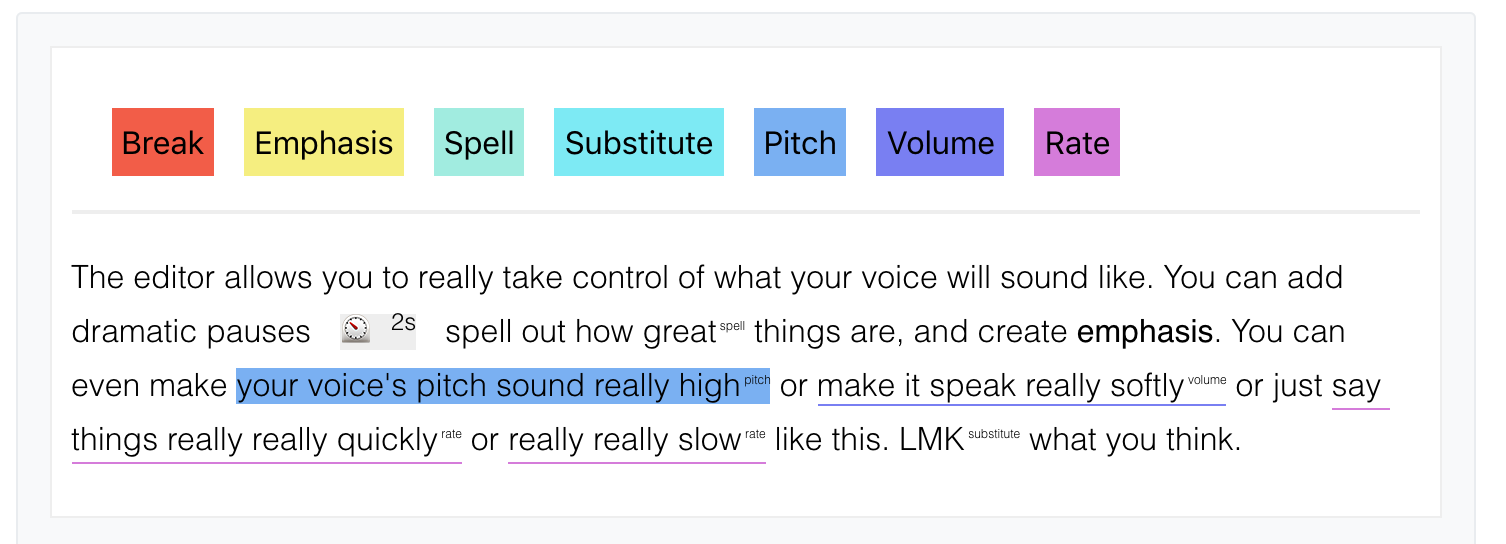 Break Emphasis Spell Substitute Pitch Volume Rate
The editor allows you to really take control of what your voice will sound like. You can add
dramatic pauses 2s spell out how great spell things are, and create emphasis. You can
even make your voice's pitch sound really high pitch or make it speak really softly volume or just say
things really really quickly rate or really really slow rate like this. LMK substitute what you think.